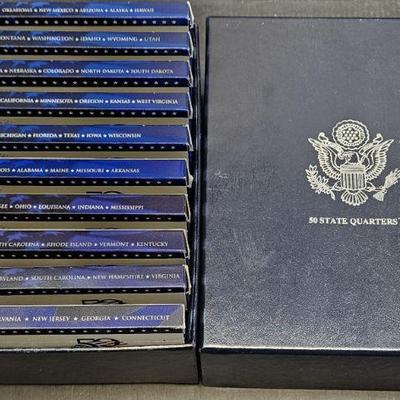 OKLAHOMA ★ NEW MEXICO ★ ARIZONA ★ ALASKA ★ HAWAII
★ WASHINGTON ★ IDAHO ★ WYOMING ★ UTAH
★ NEBRASKA ★ COLORADO ★ NORTH DAKOTA ★ SOUTH DAKOTA
CALIFORNIA ★ MINNESOTA ★ OREGON ★ KANSAS ★ WEST VIRGINIA
★ FLORIDA ★ TEXAS ★ IOWA ★ WISCONSIN
★ ALABAMA ★ MAINE ★ MISSOURI ★ ARKANSAS
★ OHIO ★ LOUISIANA ★ INDIANA ★ MISSISSIPPI
CAROLINA ★ RHODE ISLAND ★ VERMONT ★ KENTUCKY
★ SOUTH CAROLINA ★ NEW HAMPSHIRE ★ VIRGINIA
★ NEW JERSEY ★ GEORGIA ★ CONNECTICUT
50 STATE QUARTERS